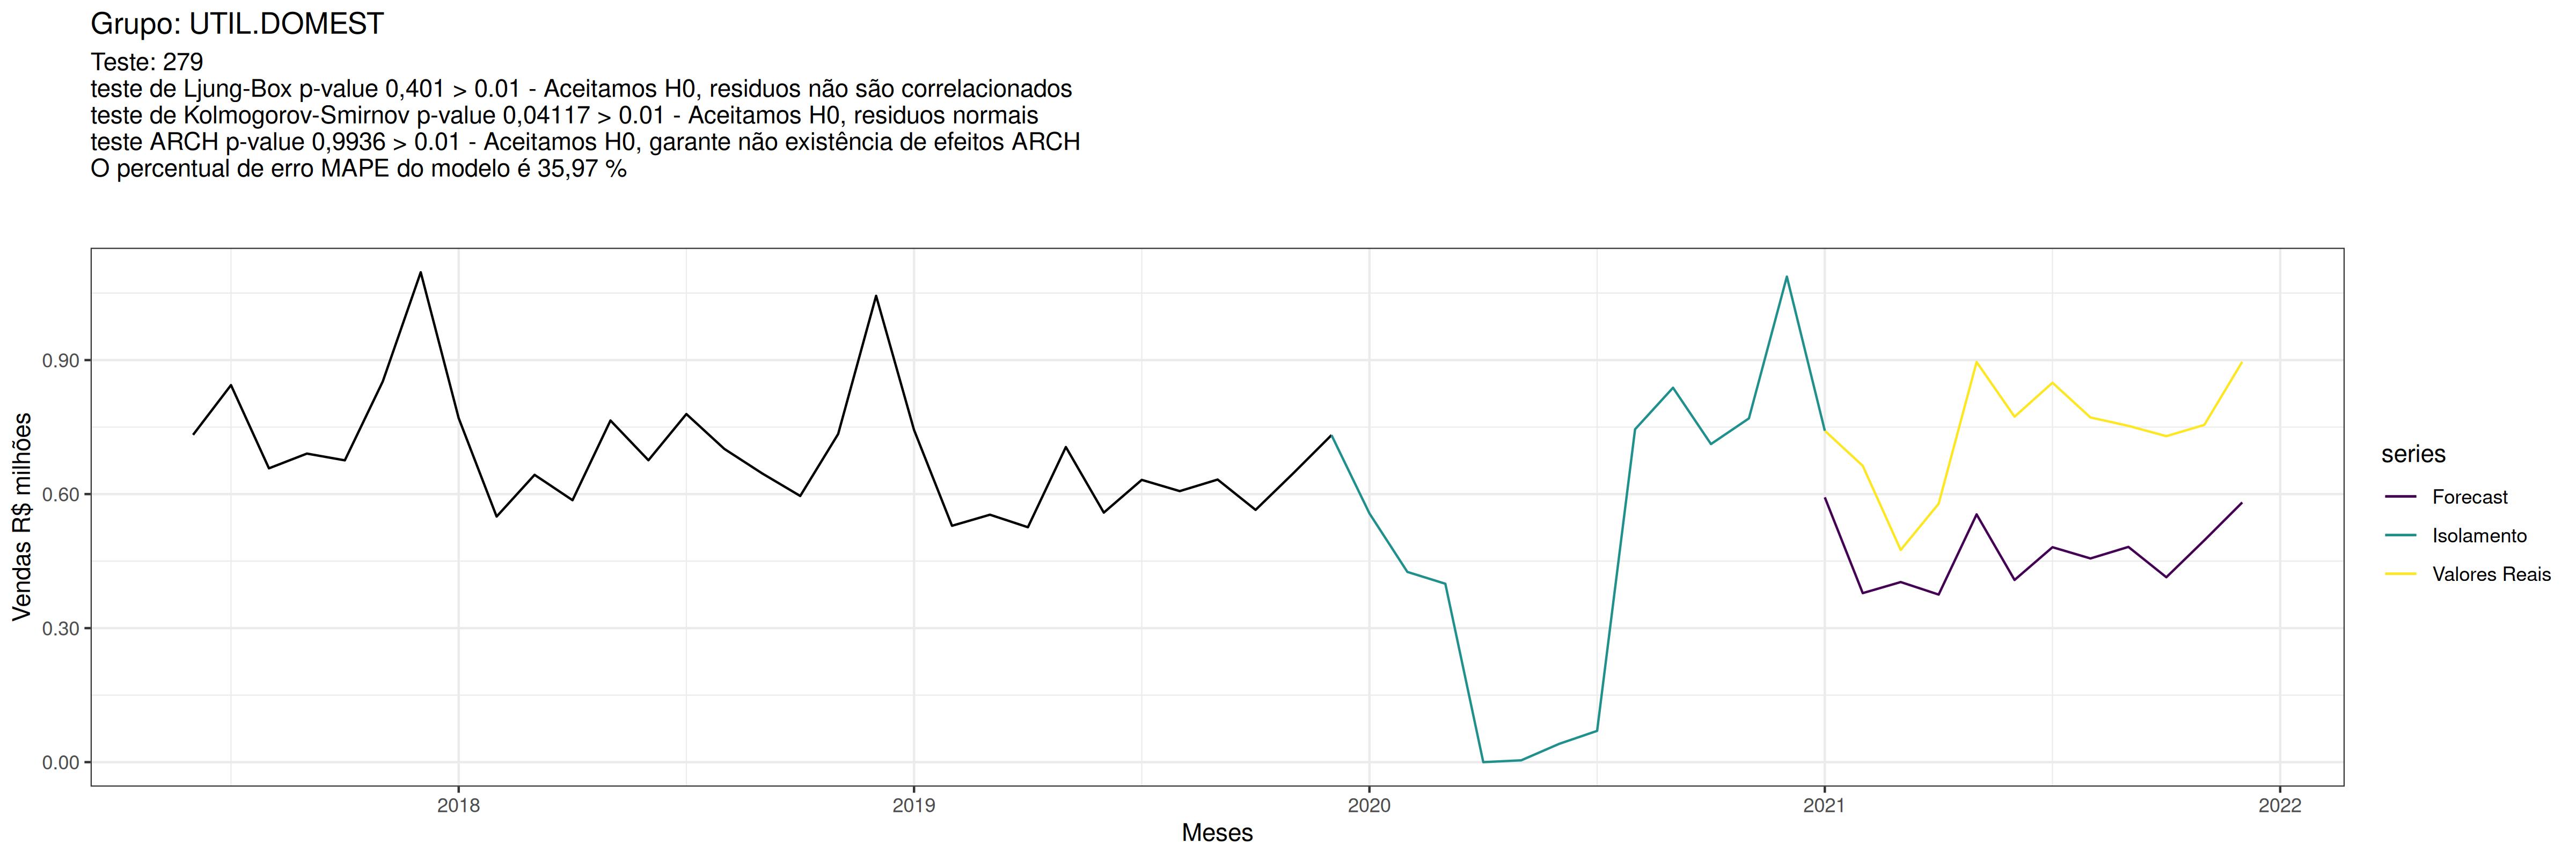 Grupo: UTIL.DOMEST
Teste: 279
teste de Ljung-Box p-value 0,401 > 0.01 - Aceitamos H0, residuos não são correlacionados
teste de Kolmogorov-Smirnov p-value 0,04117 > 0.01 - Aceitamos H0, residuos normais
teste ARCH p-value 0,9936 > 0.01 - Aceitamos H0, garante não existência de efeitos ARCH
O percentual de erro MAPE do modelo é 35,97 %
Vendas R$ milhões
0.90
0.60
0.30
0.00
2018
2019
2020
2021
2022
Meses
series
Forecast
Isolamento
Valores Reais